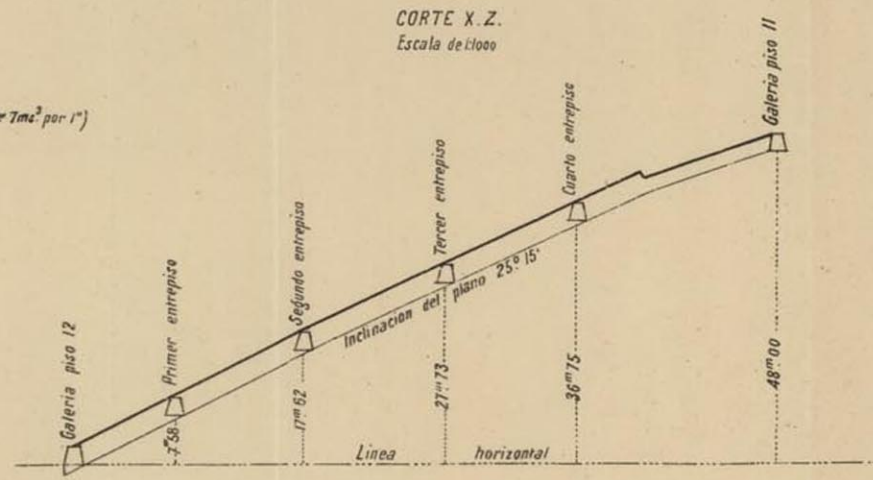 CORTE X.Z.
Escala de 1:1000
7ms³ por 1")
Galeria piso 11
Cuarto entrepiso
Tercer entrepiso
Segundo entrepiso
Primer entrepiso
Galeria piso 12
Inclinacion del plano 25° 15'
7m58
17m62
27m73
36m75
48m00
Linea horizontal